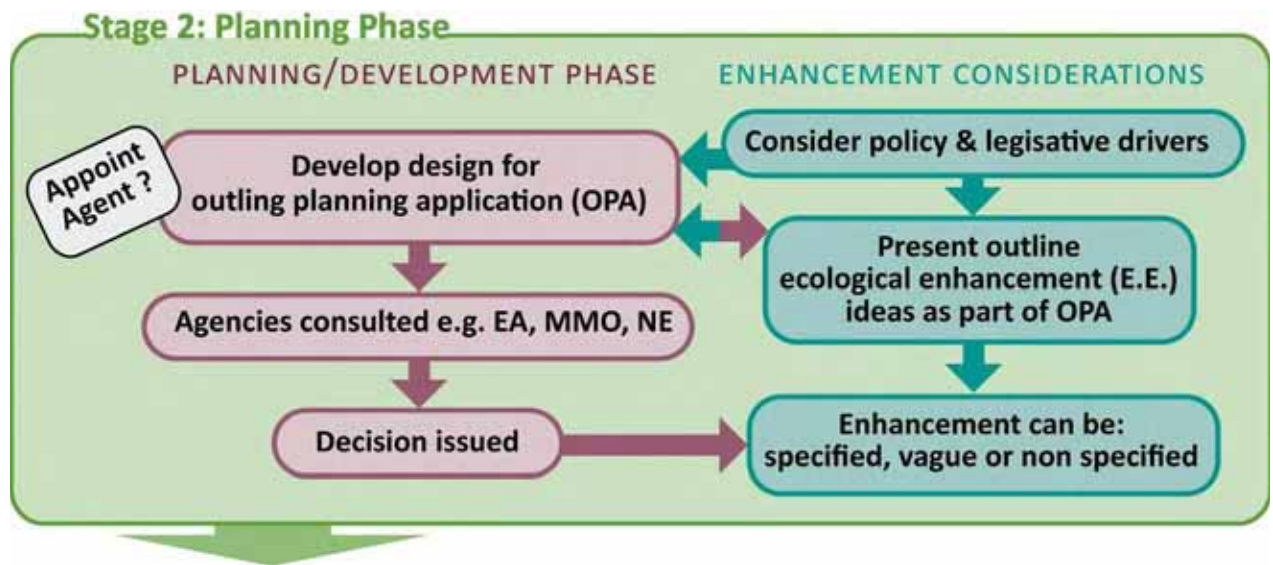 Stage 2: Planning Phase
PLANNING/DEVELOPMENT PHASE
ENHANCEMENT CONSIDERATIONS
Appoint
Agent ?
Develop design for
outling planning application (OPA)
Agencies consulted e.g. EA, MMO, NE
Decision issued
Consider policy & legisative drivers
Present outline
ecological enhancement (E.E.)
ideas as part of OPA
Enhancement can be:
specified, vague or non specified